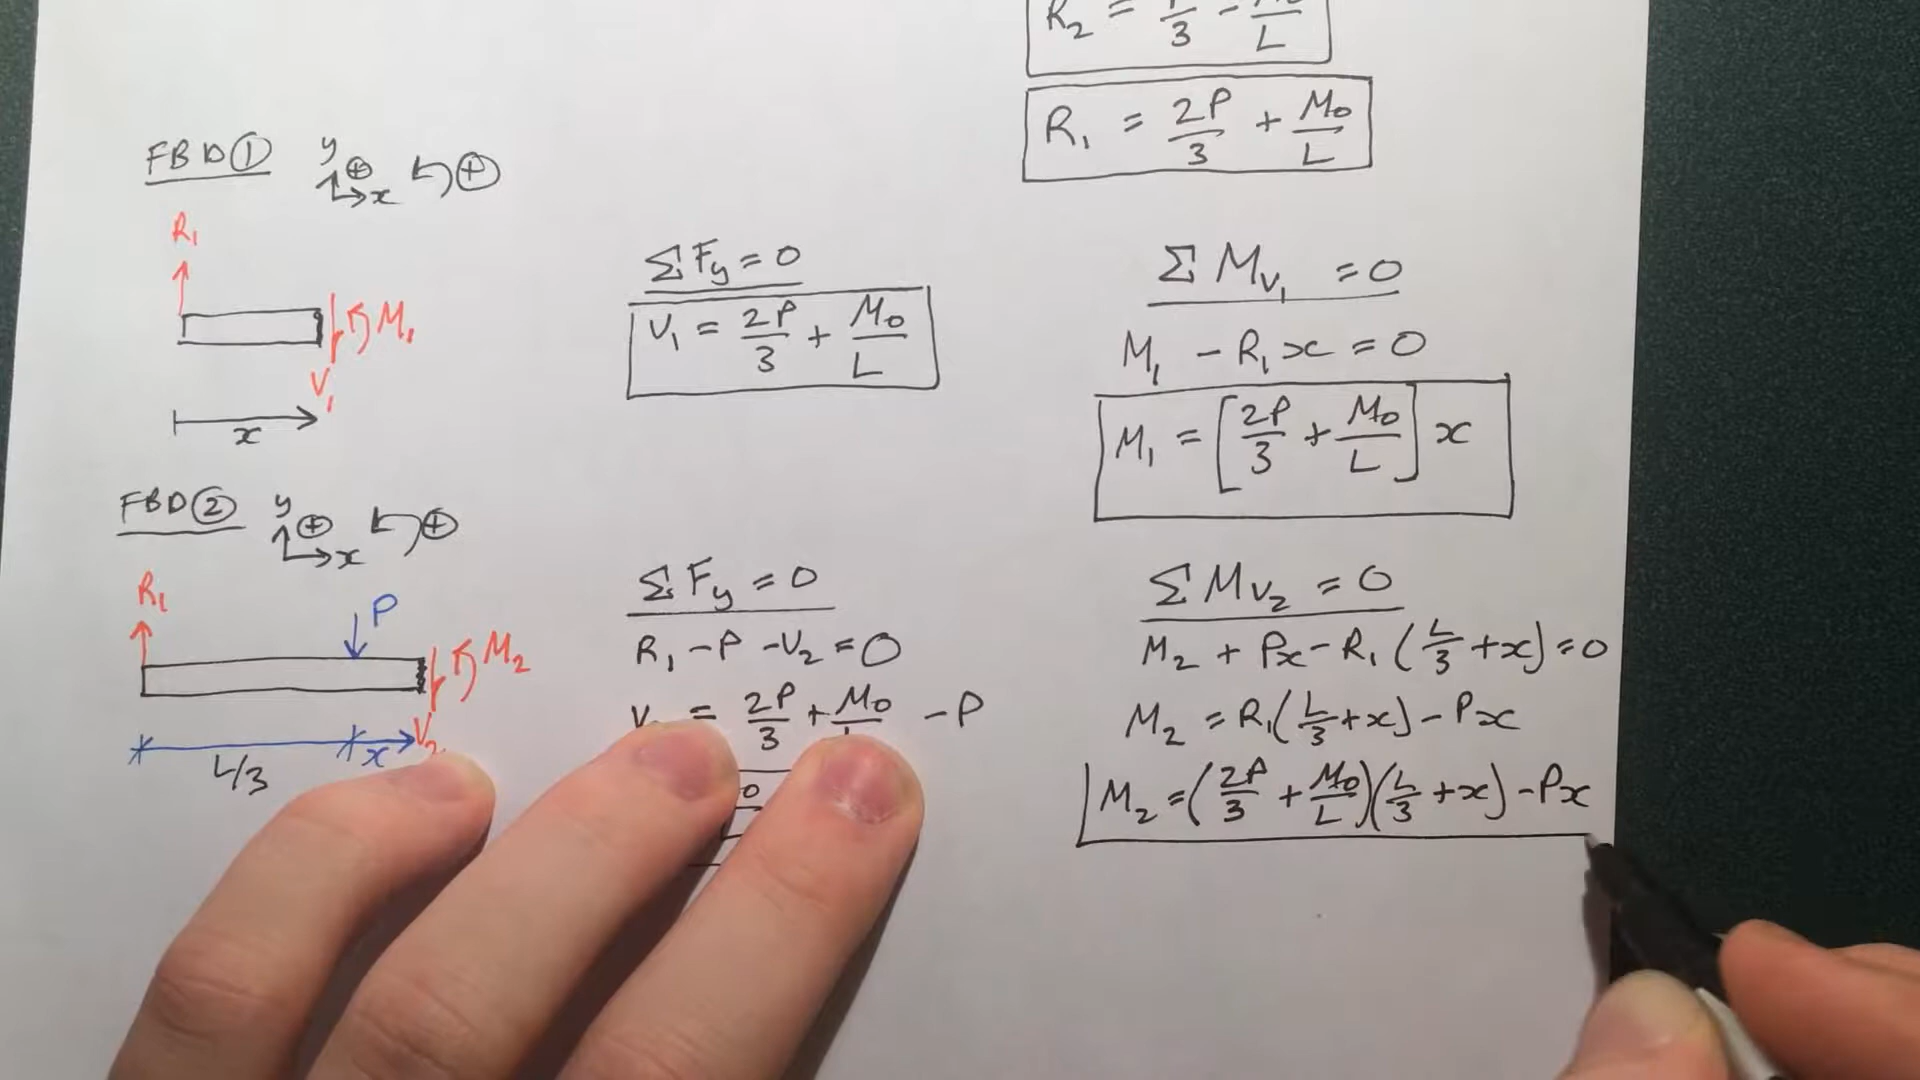 R₂ = P/3 - M₀/L
R₁ = 2P/3 + M₀/L
FBD① y ⊕ x ⊕
R₁
M₁
V₁
x
ΣFy = 0
V₁ = 2P/3 + M₀/L
ΣMv₁ = 0
M₁ - R₁x = 0
M₁ = [2P/3 + M₀/L] x
FBD② y ⊕ x ⊕
R₁
P
M₂
V₂
L/3
x
ΣFy = 0
R₁ - P - V₂ = 0
= 2P/3 + M₀/L - P
ΣMv₂ = 0
M₂ + Px - R₁(L/3 + x) = 0
M₂ = R₁(L/3 + x) - Px
M₂ = (2P/3 + M₀/L)(L/3 + x) - Px